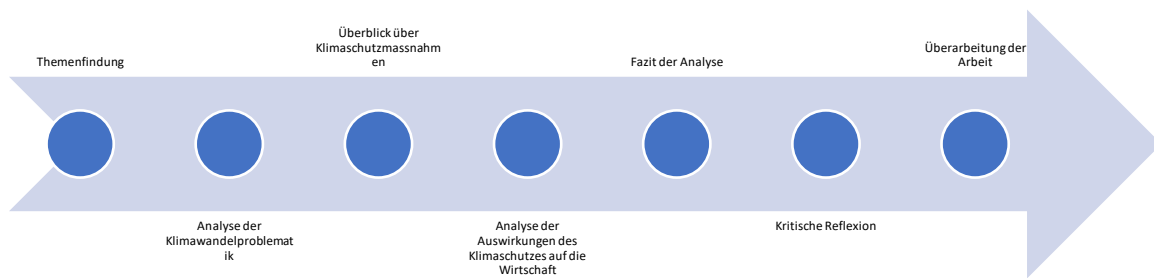 Themenfindung
Analyse der
Klimawandelproblemat
ik
Überblick über
Klimaschutzmassnahm
en
Analyse der
Auswirkungen des
Klimaschutzes auf die
Wirtschaft
Fazit der Analyse
Kritische Reflexion
Überarbeitung der
Arbeit